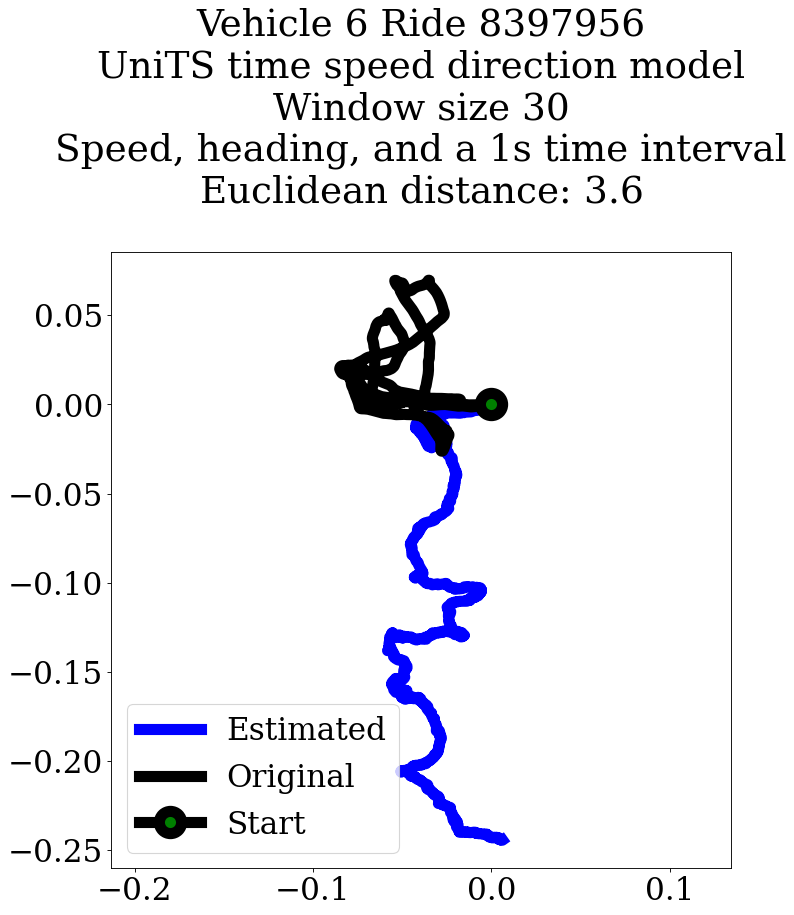 Vehicle 6 Ride 8397956
UniTS time speed direction model
Window size 30
Speed, heading, and a 1s time interval
Euclidean distance: 3.6
0.05
0.00
−0.05
−0.10
−0.15
−0.20
−0.25
Estimated
Original
Start
−0.2
−0.1
0.0
0.1